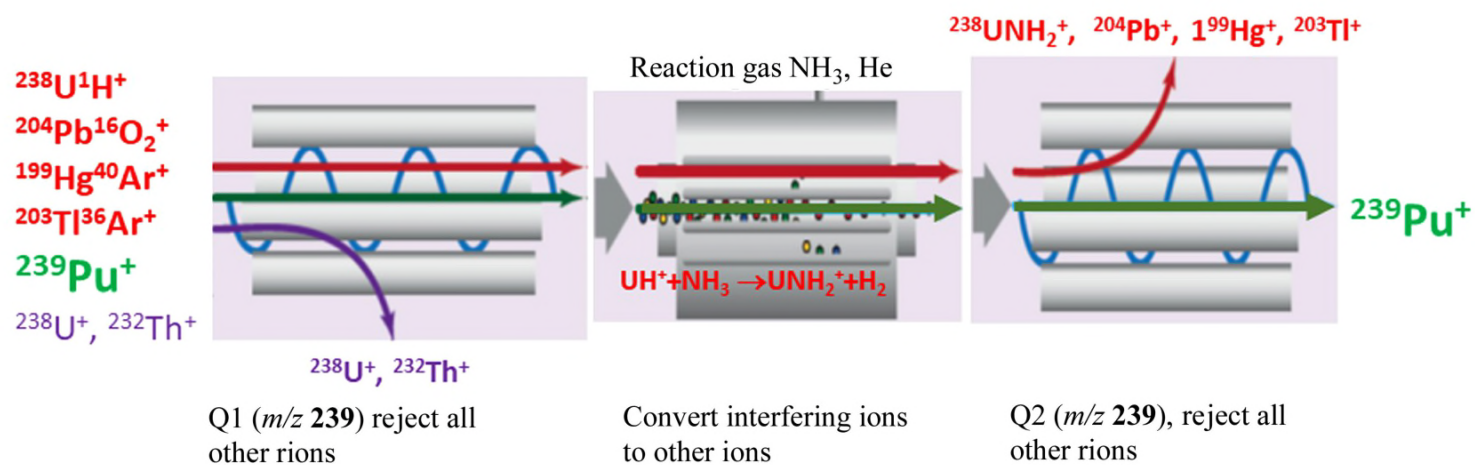 ²³⁸U¹H⁺
²⁰⁴Pb¹⁶O₂⁺
¹⁹⁹Hg⁴⁰Ar⁺
²⁰³Tl³⁶Ar⁺
²³⁹Pu⁺
²³⁸U⁺, ²³²Th⁺
²³⁸U⁺, ²³²Th⁺
Q1 (m/z 239) reject all
other rions
Reaction gas NH₃, He
UH⁺+NH₃ →UNH₂⁺+H₂
Convert interfering ions
to other ions
²³⁸UNH₂⁺, ²⁰⁴Pb⁺, 1⁹⁹Hg⁺, ²⁰³Tl⁺
²³⁹Pu⁺
Q2 (m/z 239), reject all
other rions